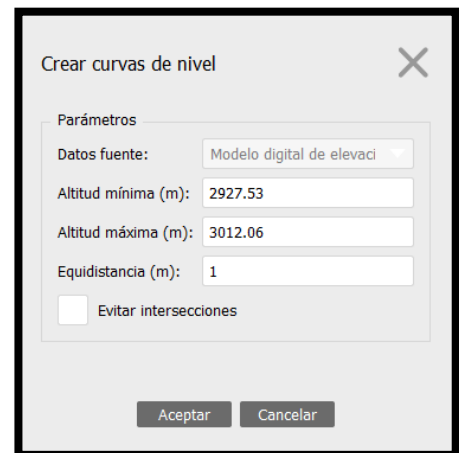 Crear curvas de nivel
Parámetros
Datos fuente: Modelo digital de elevaci
Altitud mínima (m): 2927.53
Altitud máxima (m): 3012.06
Equidistancia (m): 1
Evitar intersecciones
Aceptar Cancelar